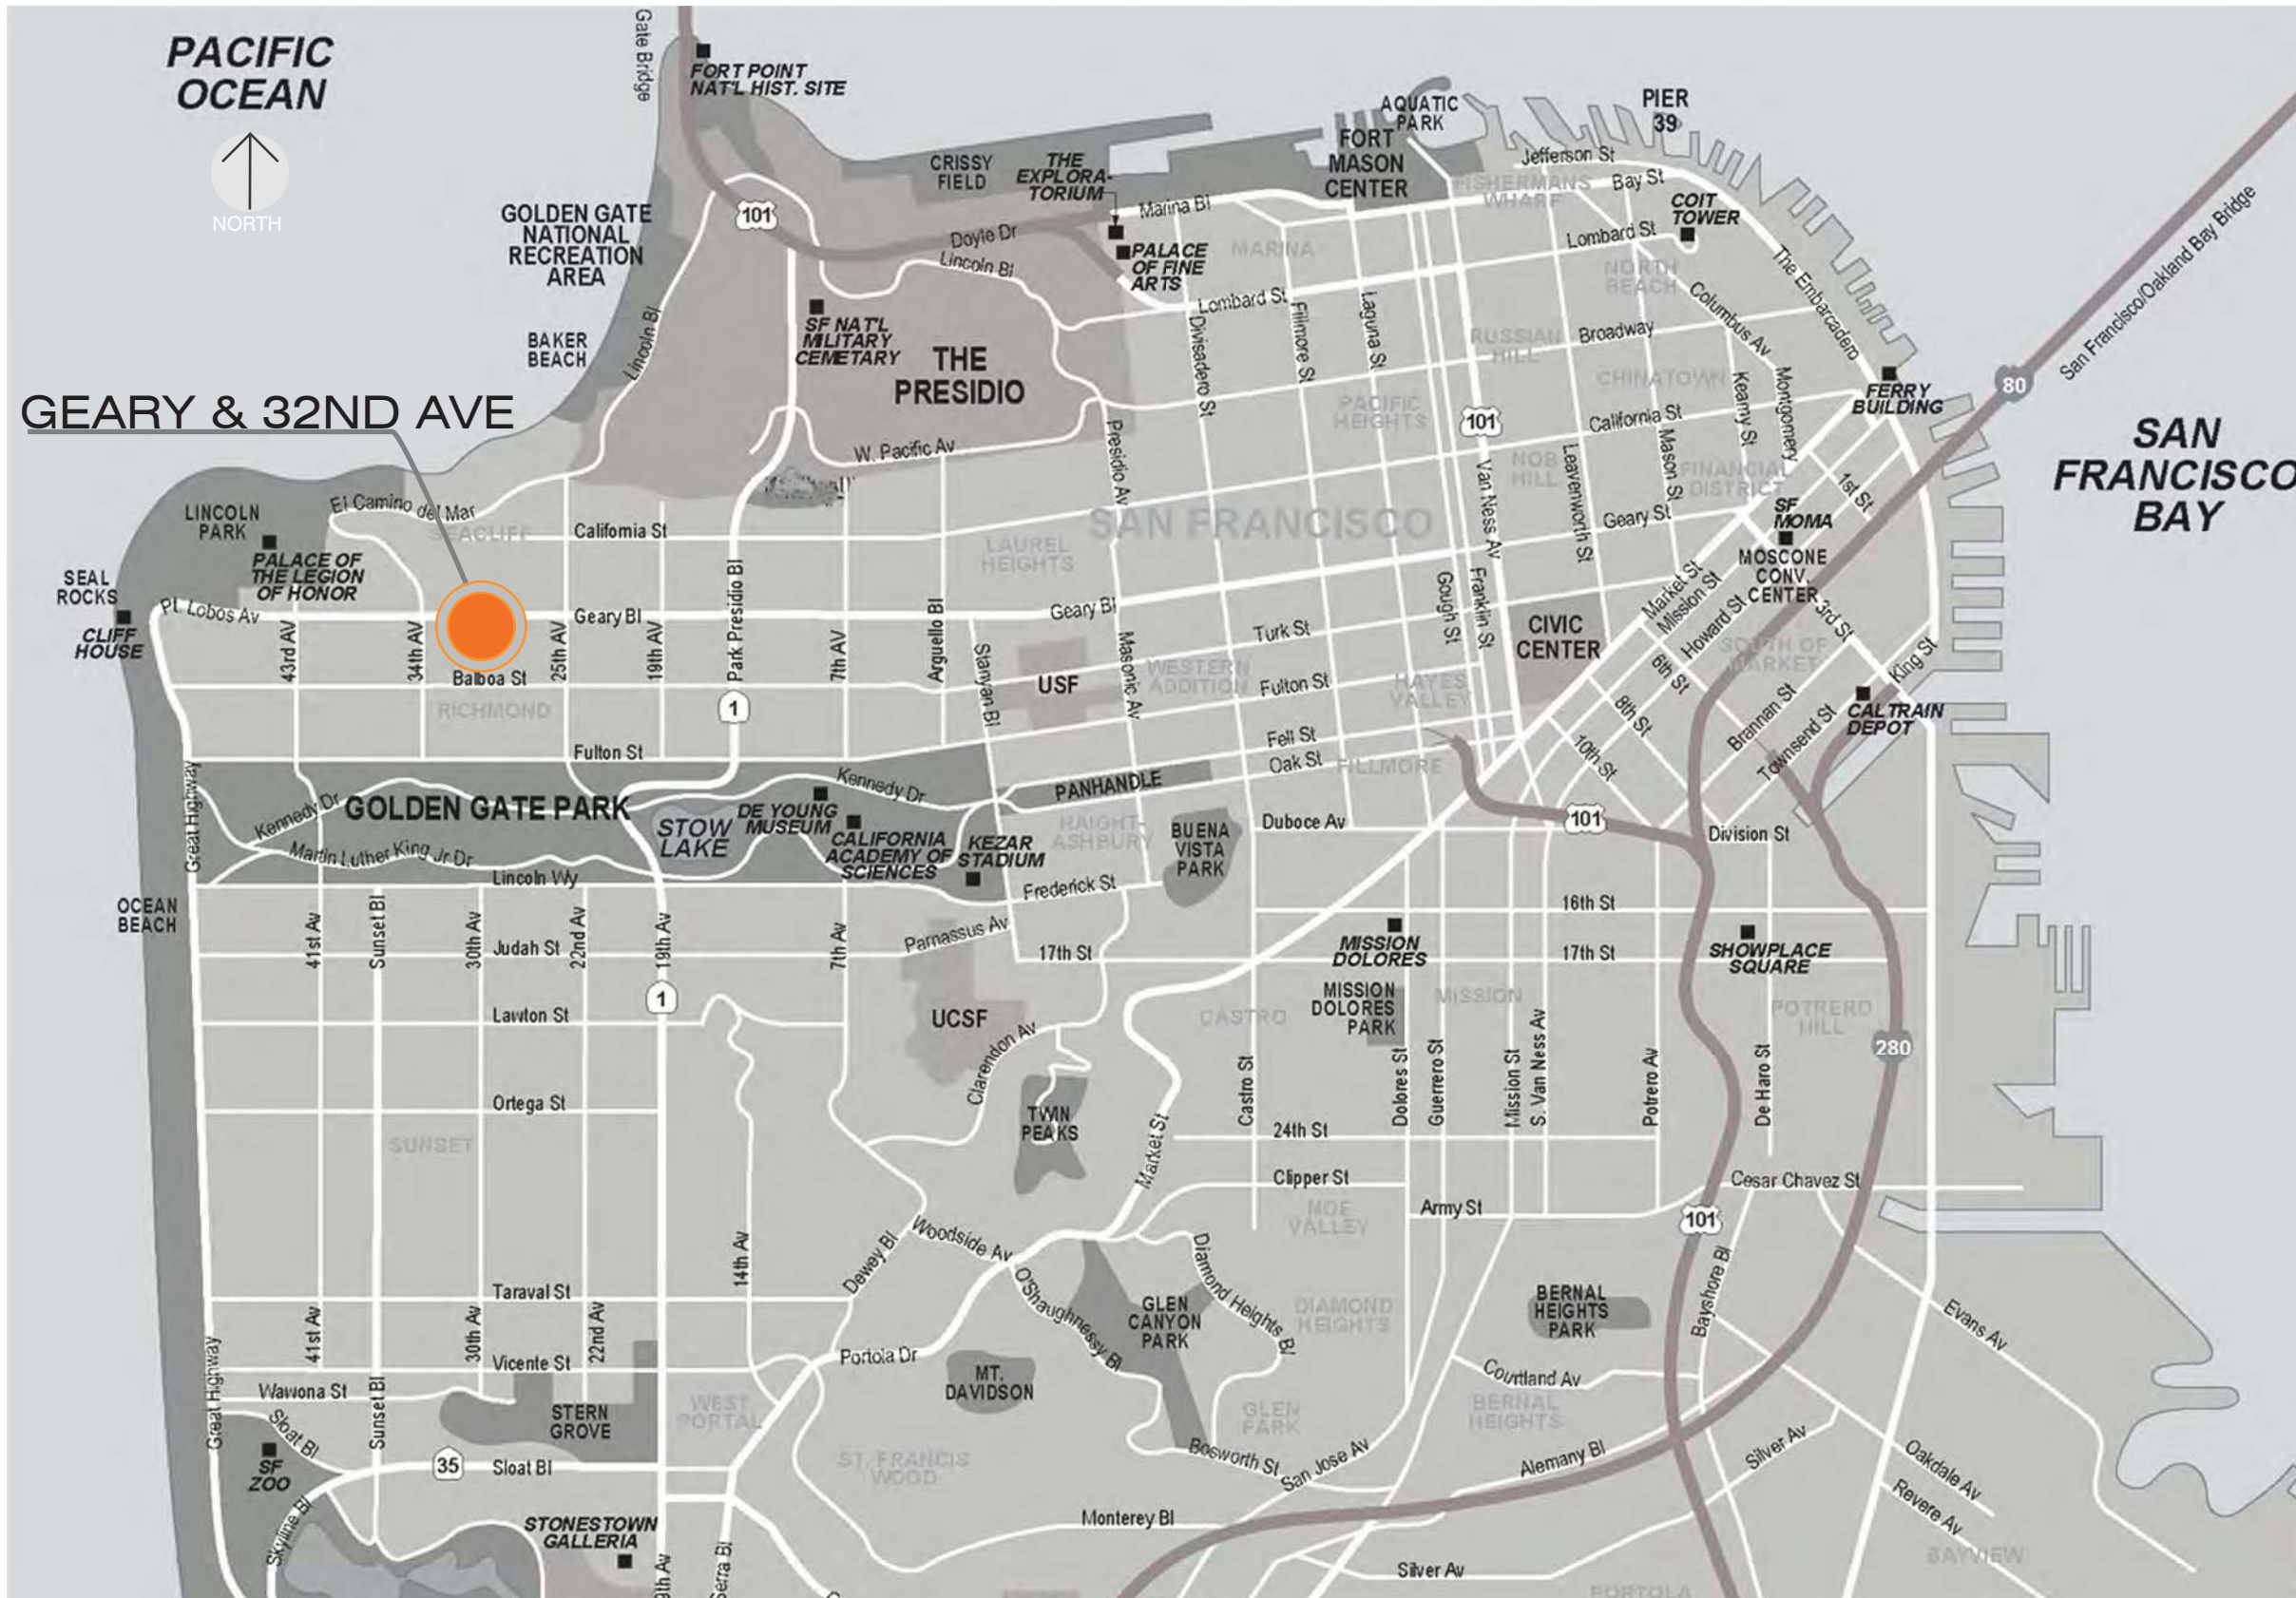 PACIFIC
OCEAN
NORTH
Gate Bridge
FORT POINT
NAT'L HIST. SITE
GOLDEN GATE
NATIONAL
RECREATION
AREA
BAKER
BEACH
Lincoln Bl
101
CRISSY
FIELD
THE
EXPLORA-
TORIUM
Marina Bl
Doyle Dr
Lincoln Bl
PALACE
OF FINE
ARTS
SF NAT'L
MILITARY
CEMETARY
THE
PRESIDIO
W. Pacific Av
AQUATIC
PARK
FORT
MASON
CENTER
PIER
39
Jefferson St
FISHERMANS
WHARF
Bay St
COIT
TOWER
Lombard St
MARINA
NORTH
BEACH
The Embarcadero
Columbus Av
Lombard St
Divisadero St
Fillmore St
Laguna St
RUSSIAN
HILL
Broadway
CHINATOWN
PACIFIC
HEIGHTS
101
California St
Kearny St
Montgomery
FERRY
BUILDING
80
San Francisco/Oakland Bay Bridge
SAN
FRANCISCO
BAY
GEARY & 32ND AVE
LINCOLN
PARK
El Camino del Mar
SEACLIFF
California St
PALACE OF
THE LEGION
OF HONOR
SEAL
ROCKS
CLIFF
HOUSE
Pt. Lobos Av
Geary Bl
43rd AV
34th AV
25th AV
19th AV
Park Presidio Bl
7th AV
Arguello Bl
Balboa St
RICHMOND
1
Fulton St
Presidio Av
SAN FRANCISCO
LAUREL
HEIGHTS
Geary Bl
Stanyan Bl
USF
Masonic Av
WESTERN
ADDITION
Turk St
Fulton St
HAYES
VALLEY
Fell St
Oak St
FILLMORE
Van Ness Av
Gough St
Franklin St
NOB
HILL
Leavenworth St
Mason St
FINANCIAL
DISTRICT
Geary St
SF
MOMA
1st St
MOSCONE
CONV.
CENTER
CIVIC
CENTER
Market St
Mission St
Howard St
3rd St
SOUTH OF
MARKET
King St
6th St
8th St
10th St
Brannan St
Townsend St
CALTRAIN
DEPOT
Great Highway
Kennedy Dr
GOLDEN GATE PARK
Martin Luther King Jr Dr
STOW
LAKE
DE YOUNG
MUSEUM
Kennedy Dr
CALIFORNIA
ACADEMY OF
SCIENCES
KEZAR
STADIUM
PANHANDLE
HAIGHT-
ASHBURY
BUENA
VISTA
PARK
Duboce Av
101
Division St
Lincoln Wy
Frederick St
OCEAN
BEACH
41st Av
Sunset Bl
30th Av
22nd Av
19th Av
7th Av
Judah St
Parnassus Av
17th St
16th St
17th St
MISSION
DOLORES
SHOWPLACE
SQUARE
1
Lawton St
UCSF
Clarendon Av
CASTRO
MISSION
DOLORES
PARK
MISSION
POTRERO
HILL
280
Ortega St
SUNSET
TWIN
PEAKS
Market St
Castro St
Dolores St
Guerrero St
Mission St
S. Van Ness Av
Potrero Av
De Haro St
24th St
Clipper St
Cesar Chavez St
NOE
VALLEY
Army St
101
14th Av
Dewey Bl
Woodside Av
O'Shaughnessy Bl
Diamond Heights Bl
GLEN
CANYON
PARK
DIAMOND
HEIGHTS
BERNAL
HEIGHTS
PARK
Bayshore Bl
Evans Av
Taraval St
41st Av
30th Av
22nd Av
Vicente St
Portola Dr
MT.
DAVIDSON
Courtland Av
BERNAL
HEIGHTS
Great Highway
Wawona St
Sunset Bl
Sloat Bl
STERN
GROVE
WEST
PORTAL
GLEN
PARK
SF
ZOO
35
Sloat Bl
ST. FRANCIS
WOOD
Bosworth St
San Jose Av
Alemany Bl
Silver Av
Oakdale Av
Revere Av
Skyline Bl
STONESTOWN
GALLERIA
Monterey Bl
Silver Av
BAYVIEW
PORTOLA
9th Av
Serra Bl